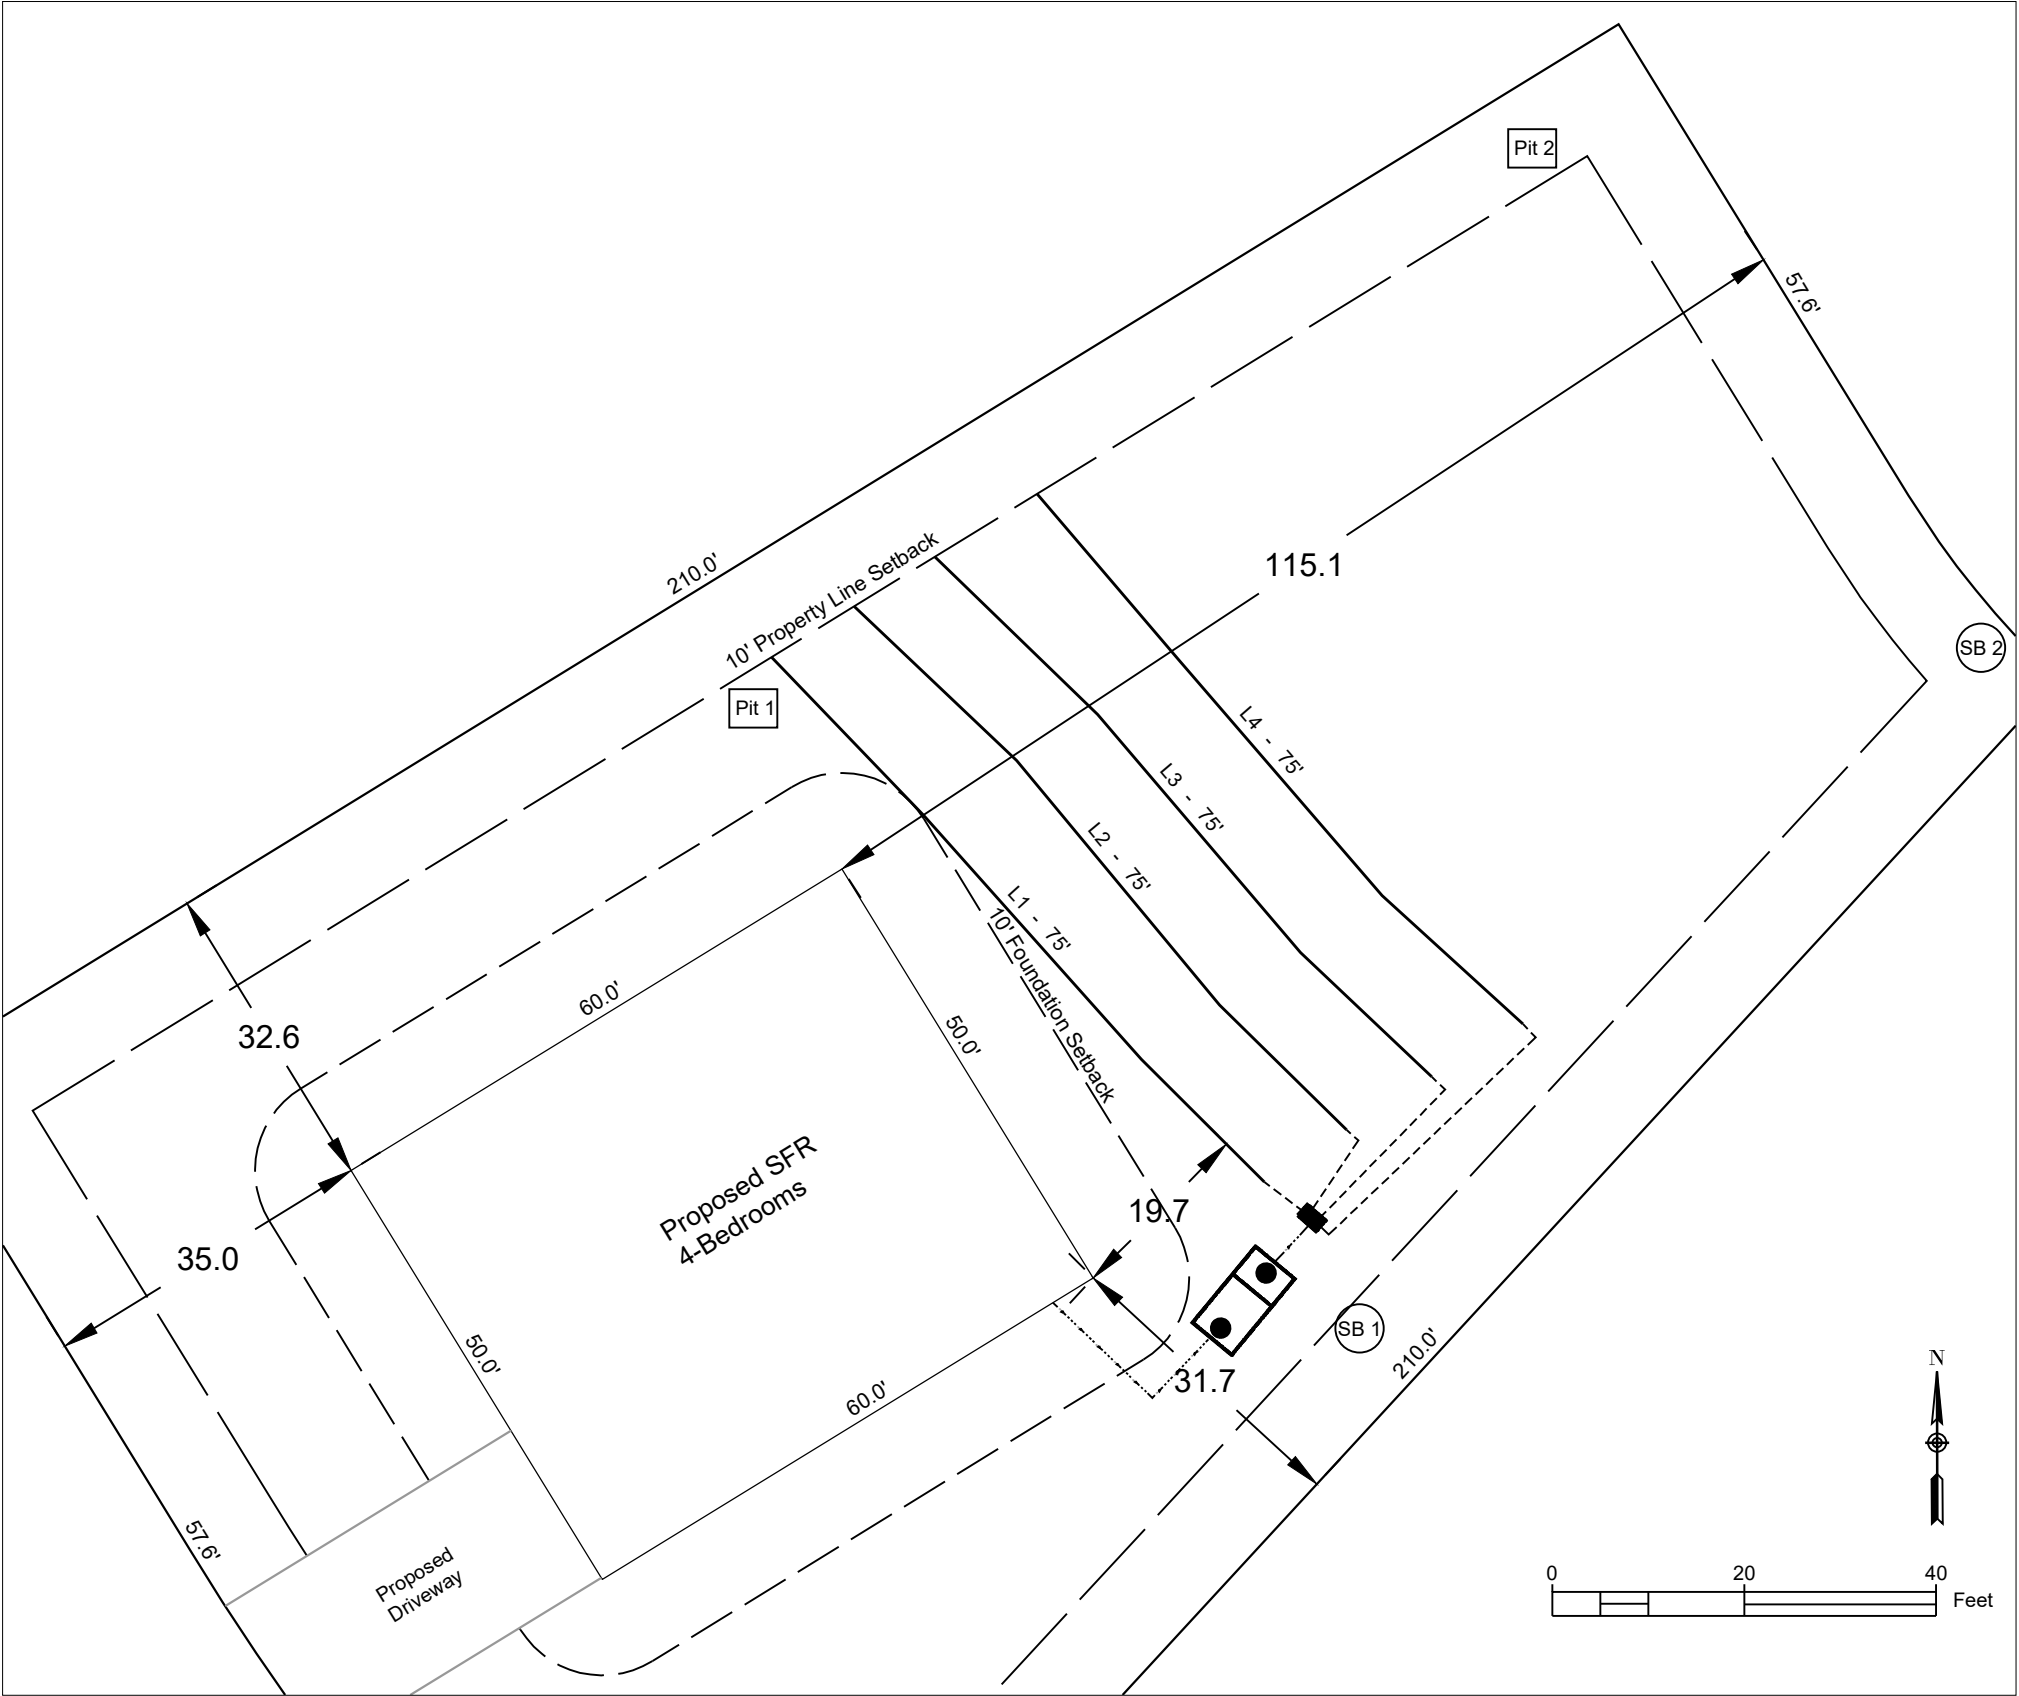 Pit 2
57.6'
210.0'
10' Property Line Setback
115.1
SB 2
Pit 1
L4 - 75'
L3 - 75'
L2 - 75'
L1 - 75'
10' Foundation Setback
60.0'
50.0'
32.6
Proposed SFR
4-Bedrooms
19.7
35.0
50.0'
60.0'
31.7
SB 1
210.0'
N
57.6'
Proposed
Driveway
0 20 40
Feet